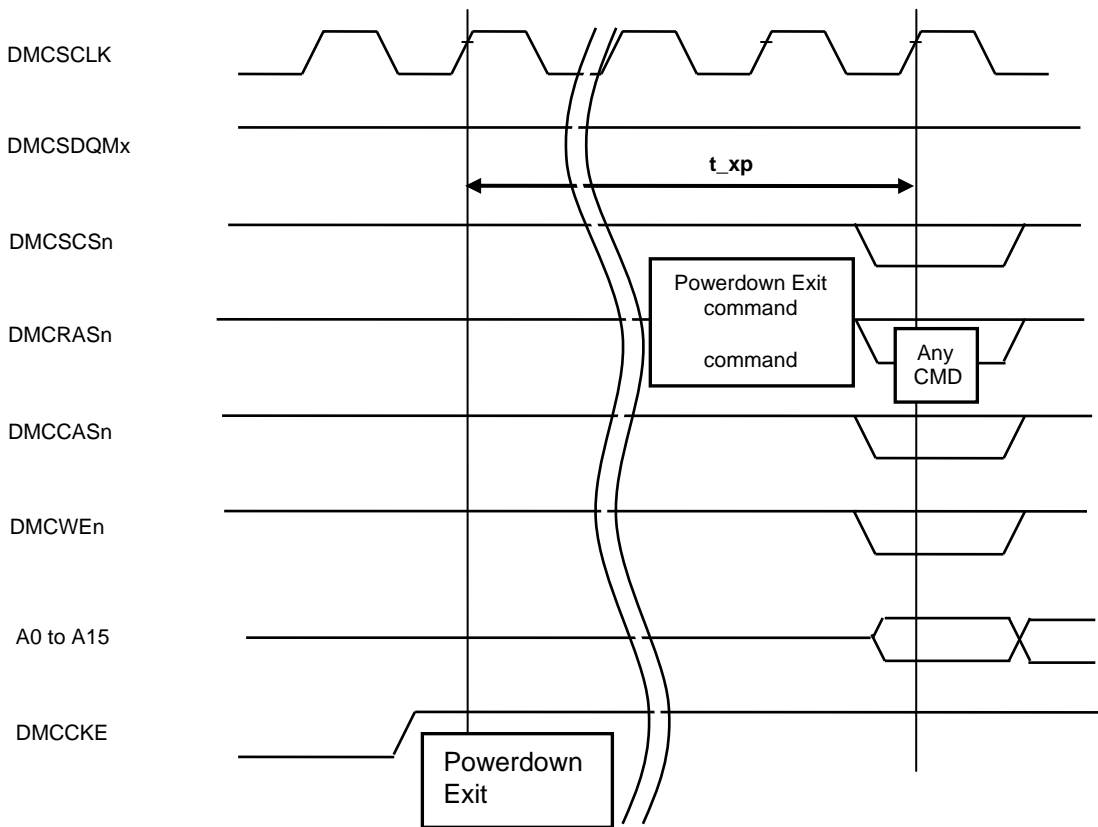 DMCSCLK
DMCSDQMx
t_xp
DMCSCSn
Powerdown Exit
command
command
DMCRASn
Any
CMD
DMCCASn
DMCWEn
A0 to A15
DMCCKE
Powerdown
Exit